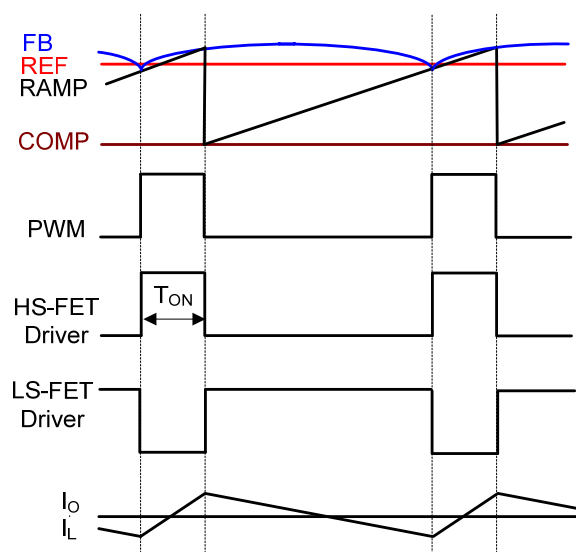 FB
REF
RAMP
COMP
PWM
HS-FET
Driver
TON
LS-FET
Driver
IO
IL